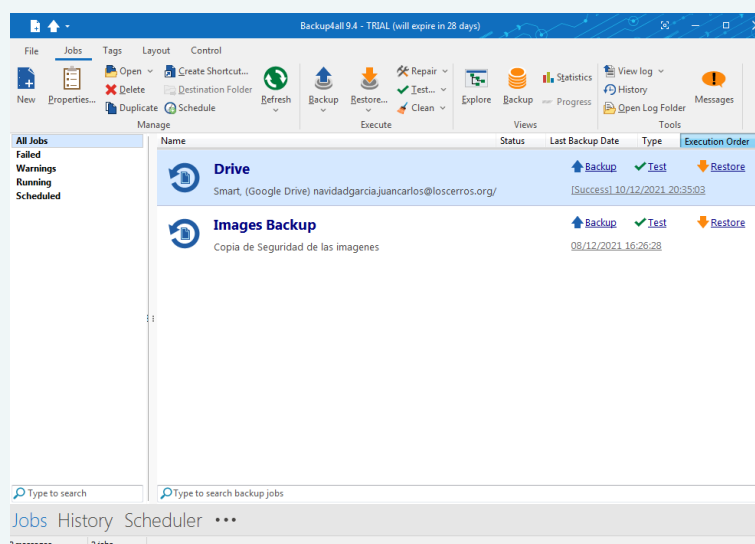 Backup4all 9.4 - TRIAL (will expire in 28 days)
File Jobs Tags Layout Control
New
Properties...
Open
Delete
Duplicate
Create Shortcut...
Destination Folder
Schedule
Refresh
Manage
Backup
Restore...
Repair
Test...
Clean
Execute
Explore
Backup
Statistics
Progress
Views
View log
History
Open Log Folder
Messages
Tools
All Jobs
Failed
Warnings
Running
Scheduled
Name Status Last Backup Date Type Execution Order
Drive
Backup Test Restore
Smart, (Google Drive) navidadgarcia.juancarlos@loscerros.org/
[Success] 10/12/2021 20:35:03
Images Backup
Backup Test Restore
Copia de Seguridad de las imagenes
08/12/2021 16:26:28
Type to search
Type to search backup jobs
Jobs History Scheduler •••